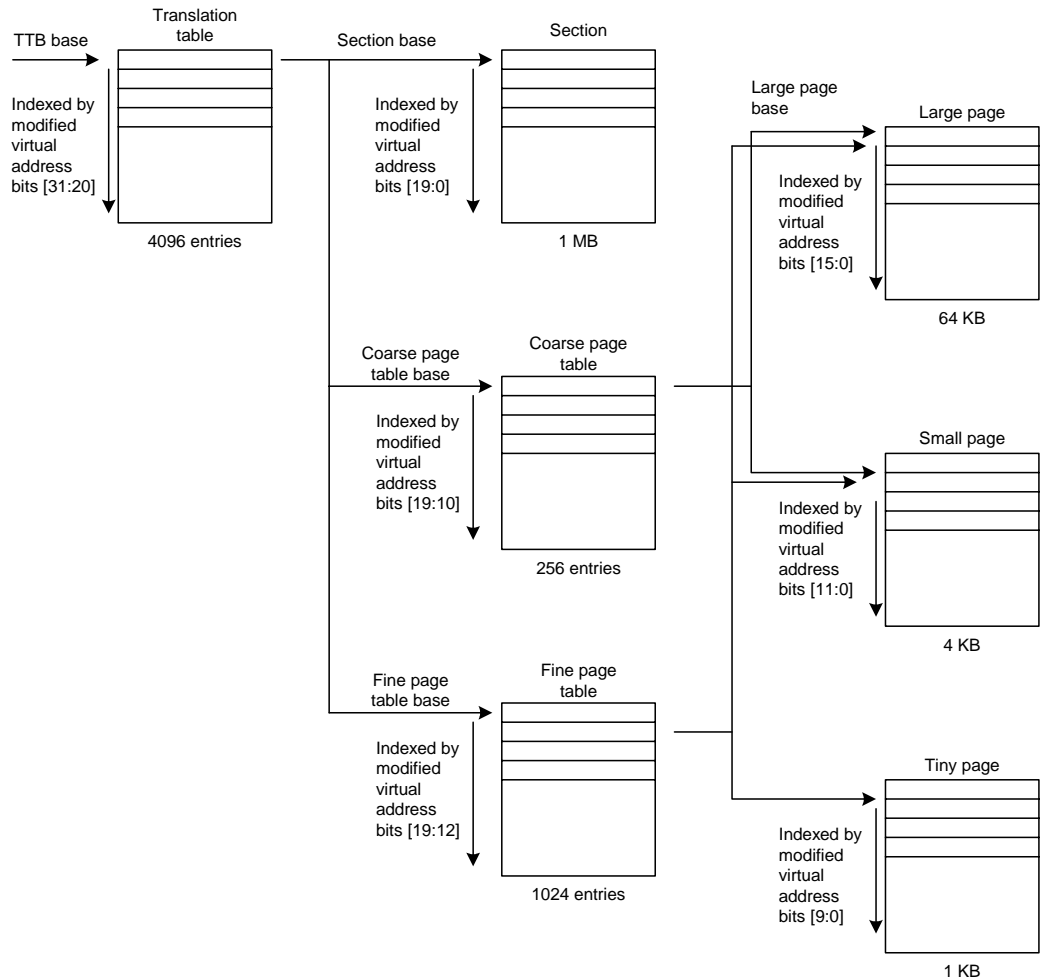 TTB base
Translation
table
Indexed by
modified
virtual
address
bits [31:20]
4096 entries
Section base
Section
Indexed by
modified
virtual
address
bits [19:0]
1 MB
Coarse page
table base
Coarse page
table
Indexed by
modified
virtual
address
bits [19:10]
256 entries
Fine page
table base
Fine page
table
Indexed by
modified
virtual
address
bits [19:12]
1024 entries
Large page
base
Large page
Indexed by
modified
virtual
address
bits [15:0]
64 KB
Small page
Indexed by
modified
virtual
address
bits [11:0]
4 KB
Tiny page
Indexed by
modified
virtual
address
bits [9:0]
1 KB